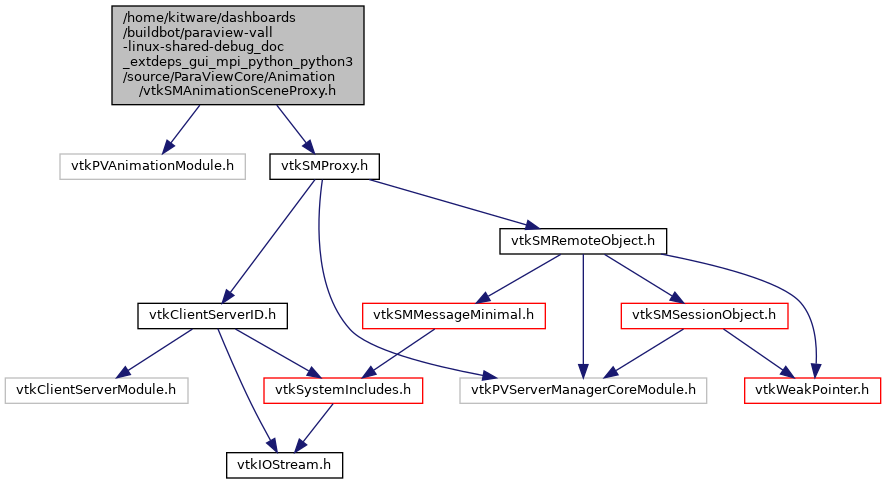 /home/kitware/dashboards
/buildbot/paraview-vall
-linux-shared-debug_doc
_extdeps_gui_mpi_python_python3
/source/ParaViewCore/Animation
/vtkSMAnimationSceneProxy.h
vtkPVAnimationModule.h
vtkSMProxy.h
vtkSMRemoteObject.h
vtkClientServerID.h
vtkSMMessageMinimal.h
vtkSMSessionObject.h
vtkClientServerModule.h
vtkSystemIncludes.h
vtkPVServerManagerCoreModule.h
vtkWeakPointer.h
vtkIOStream.h